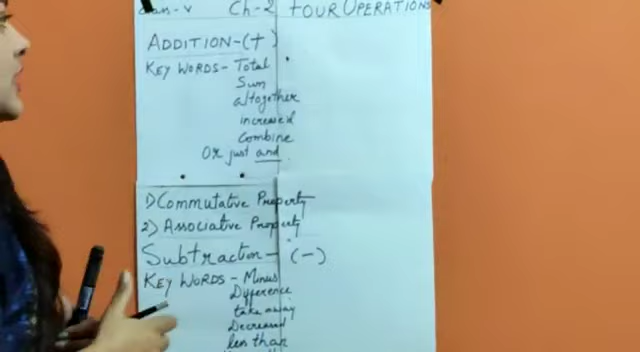 Class-V Ch-2 FOUR OPERATIONS
ADDITION-(+)
KEY WORDS- Total
Sum
altogether
increased
Combine
Or just and
1) Commutative Property
2) Associative Property
Subtraction- (-)
KEY WORDS - Minus
Difference
take away
Decreased
less than